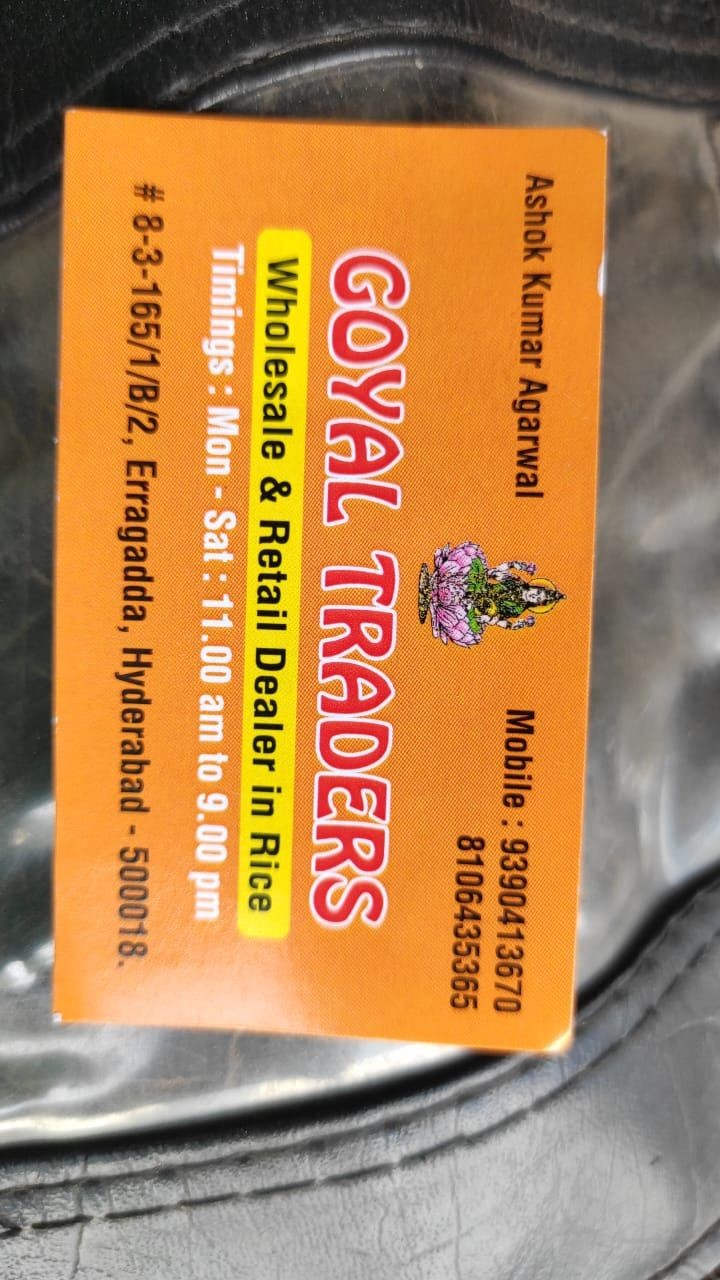 Ashok Kumar Agarwal
Mobile : 9390413670
8106435365
GOYAL TRADERS
Wholesale & Retail Dealer in Rice
Timings : Mon - Sat : 11.00 am to 9.00 pm
# 8-3-165/1/B/2, Erragadda, Hyderabad - 500018.